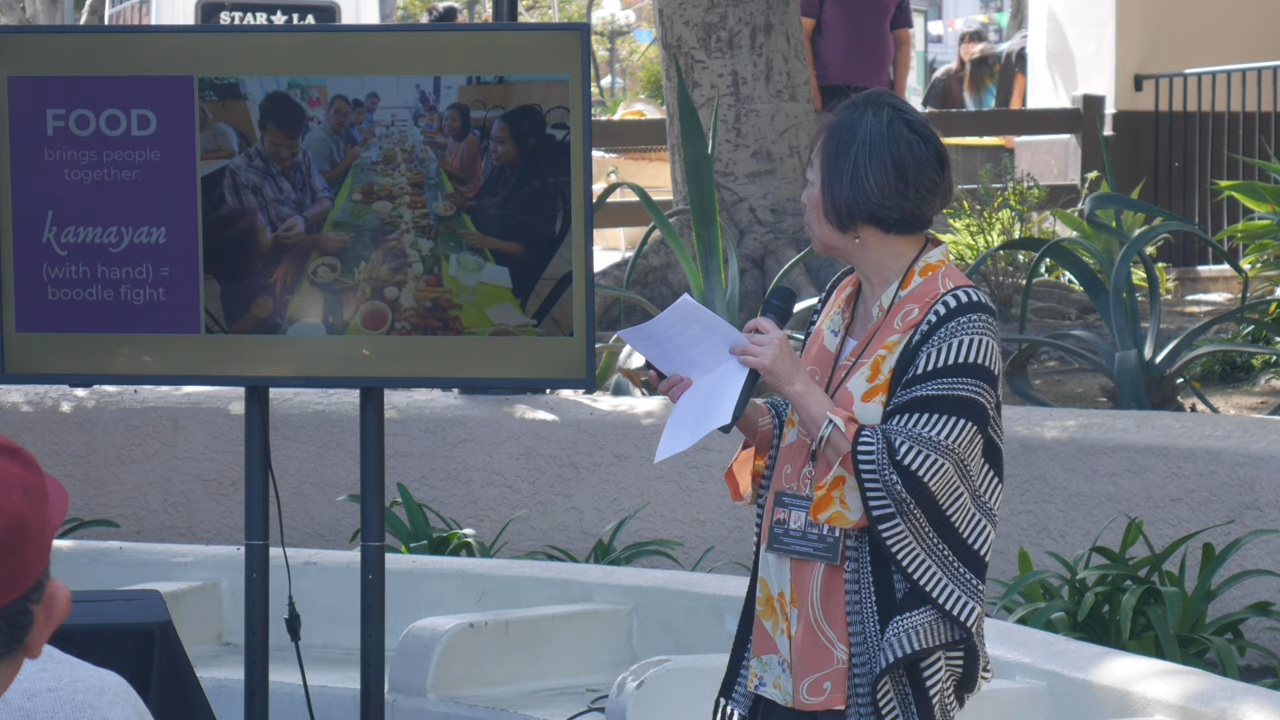 STAR★LA
FOOD
brings people
together:
kamayan
(with hand) =
boodle fight